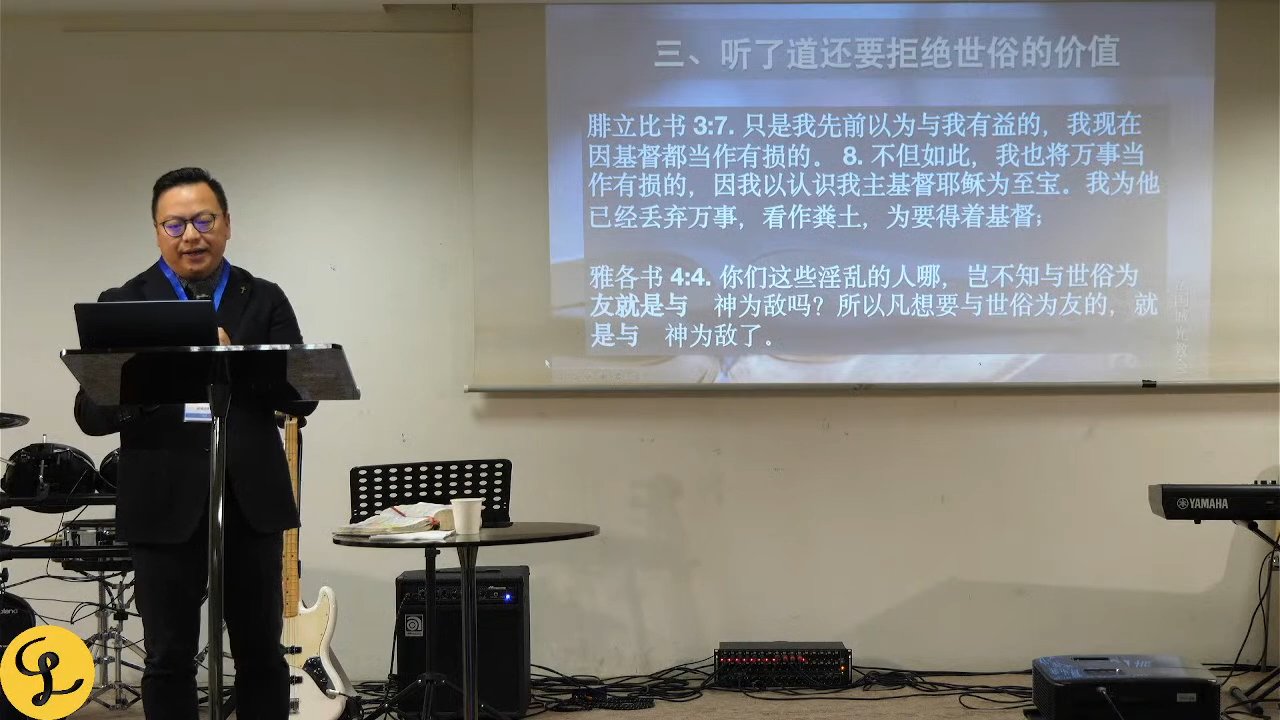 三、听了道还要拒绝世俗的价值
腓立比书 3:7. 只是我先前以为与我有益的，我现在
因基督都当作有损的。 8. 不但如此，我也将万事当
作有损的，因我以认识我主基督耶稣为至宝。我为他
已经丢弃万事，看作粪土，为要得着基督；
雅各书 4:4. 你们这些淫乱的人哪，岂不知与世俗为
友就是与　神为敌吗？所以凡想要与世俗为友的，就
是与　神为敌了。
YAMAHA